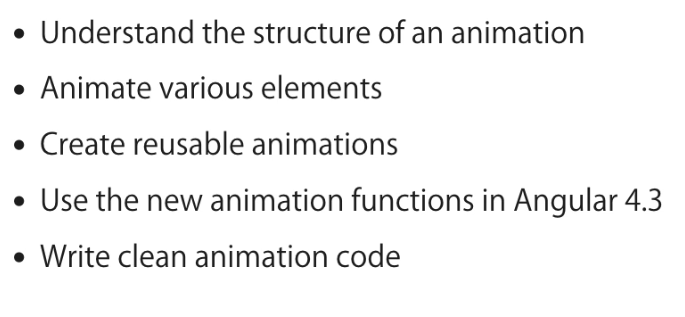 • Understand the structure of an animation
• Animate various elements
• Create reusable animations
• Use the new animation functions in Angular 4.3
• Write clean animation code